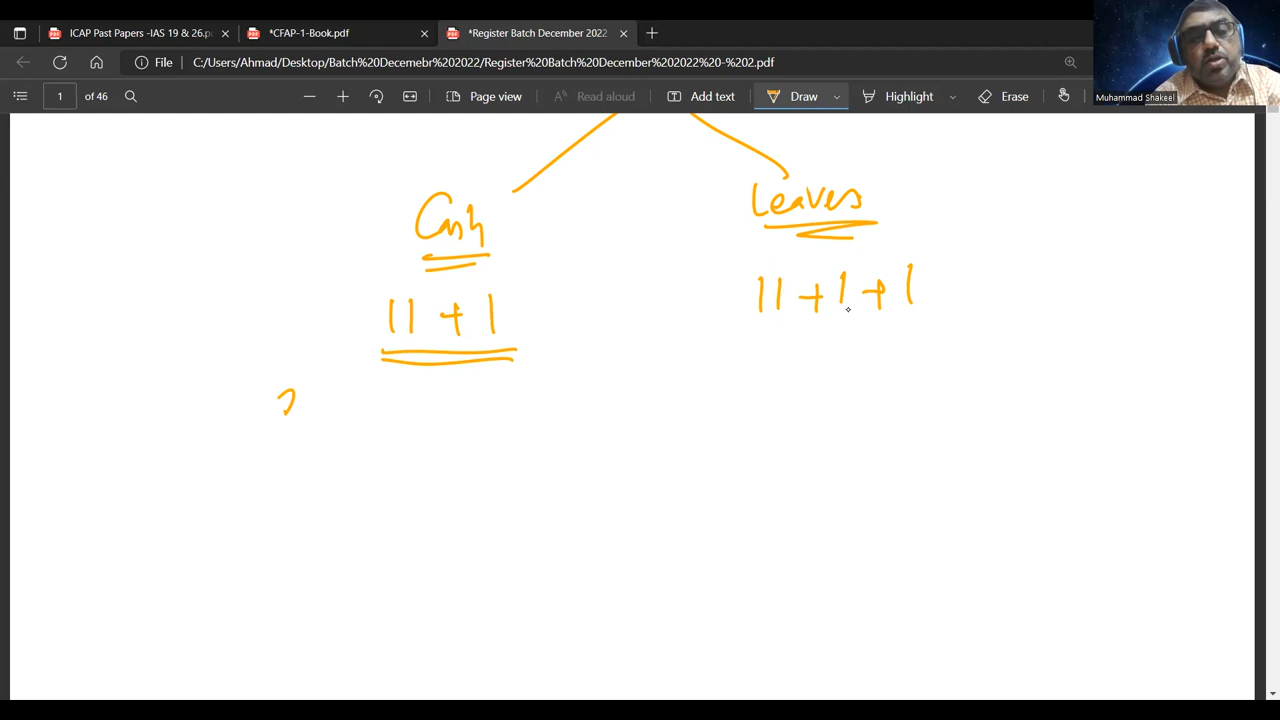 ICAP Past Papers -IAS 19 & 26.p
*CFAP-1-Book.pdf
*Register Batch December 2022
File
C:/Users/Ahmad/Desktop/Batch%20Decemebr%202022/Register%20Batch%20December%202022%20-%202.pdf
1 of 46
Page view
Read aloud
Add text
Draw
Highlight
Erase
Muhammad Shakeel
Cash
Leaves
11 + 1
11 + 1 + 1